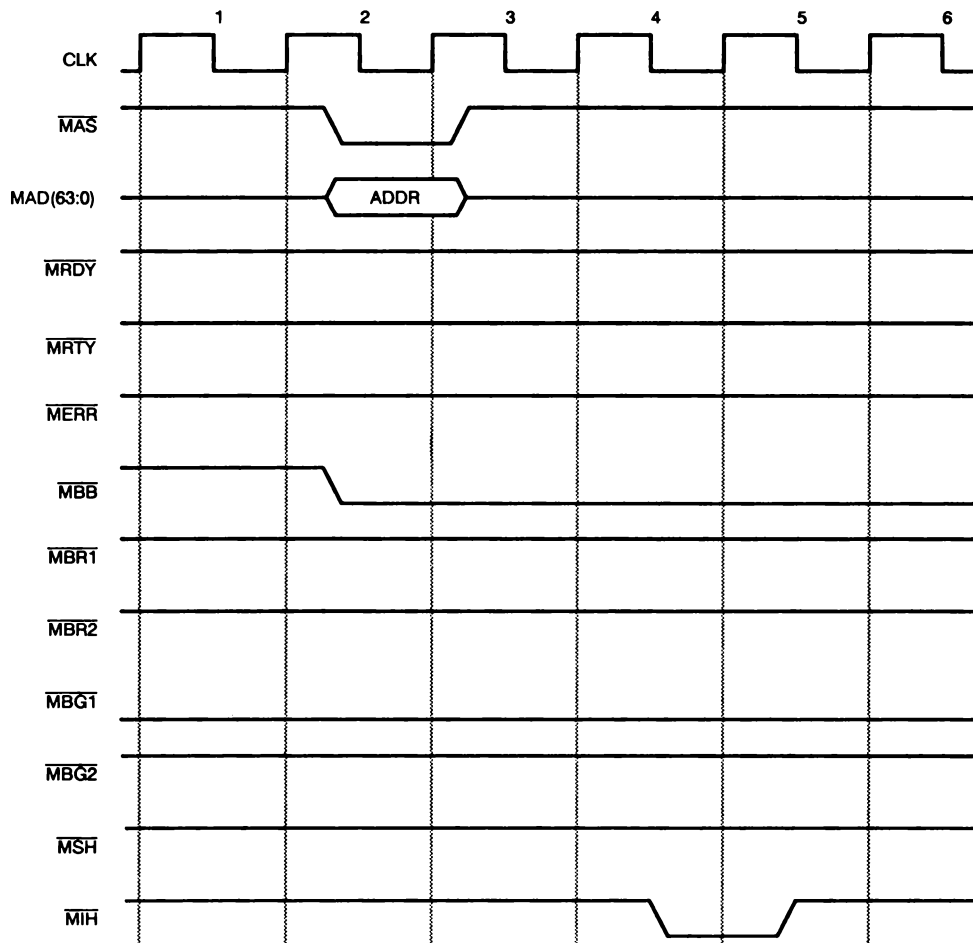 1 2 3 4 5 6
CLK
MAS
MAD(63:0)
ADDR
MRDY
MRTY
MERR
MBB
MBR1
MBR2
MBG1
MBG2
MSH
MIH